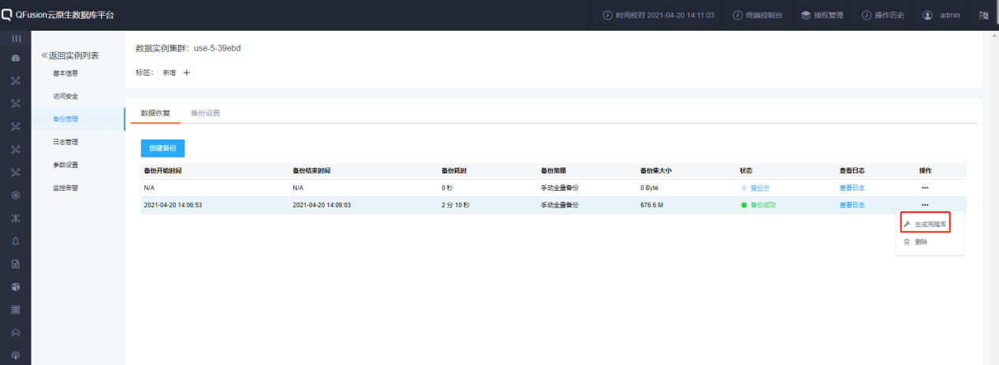 QFusion云原生数据库平台
时间校对 2021-04-20 14:11:03 终端控制台 授权管理 操作历史 admin
返回实例列表
基本信息
访问安全
备份管理
日志管理
参数设置
监控告警
数据实例集群：use-5-39ebd
标签： 新增 +
数据恢复 备份设置
创建备份
备份开始时间 备份结束时间 备份耗时 备份策略 备份集大小 状态 查看日志 操作
N/A N/A 0 秒 手动全量备份 0 Byte 备份中 查看日志 •••
2021-04-20 14:06:53 2021-04-20 14:09:03 2 分 10 秒 手动全量备份 676.6 M 备份成功 查看日志 •••
生成克隆库
删除